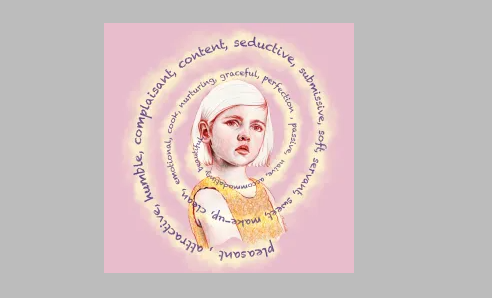 pleasant, attractive, humble, complaisant, content, seductive, submissive, soft, servant, sweet, make-up, clean, emotional, cook, nurturing, graceful, perfection, passive, naive, accommodating, beautiful